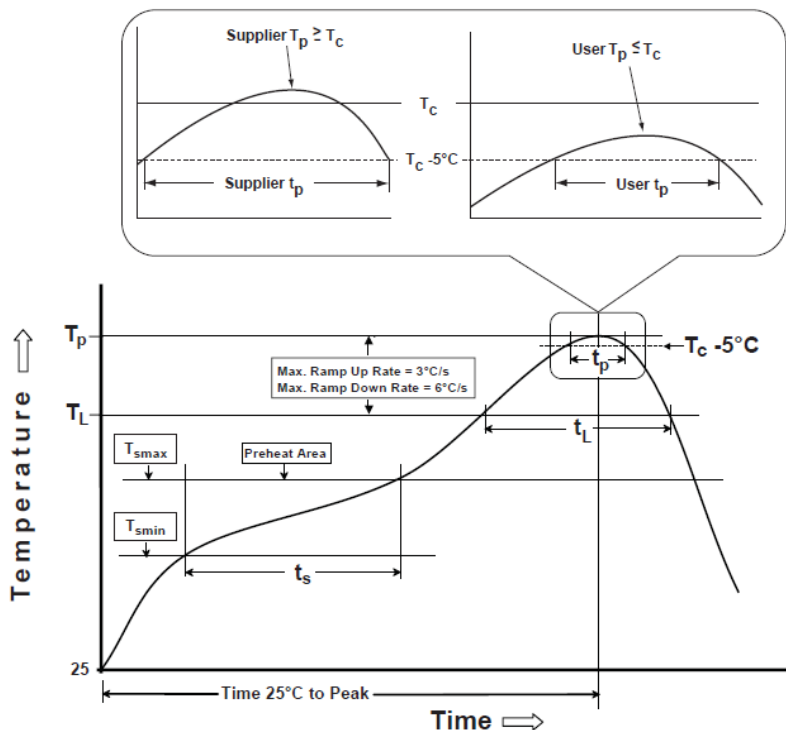 Supplier Tp ≥ Tc
User Tp ≤ Tc
Tc
Tc -5°C
Supplier tp
User tp
Tp
Tc -5°C
tp
Max. Ramp Up Rate = 3°C/s
Max. Ramp Down Rate = 6°C/s
TL
tL
Tsmax
Preheat Area
Tsmin
ts
Temperature
25
Time 25°C to Peak
Time